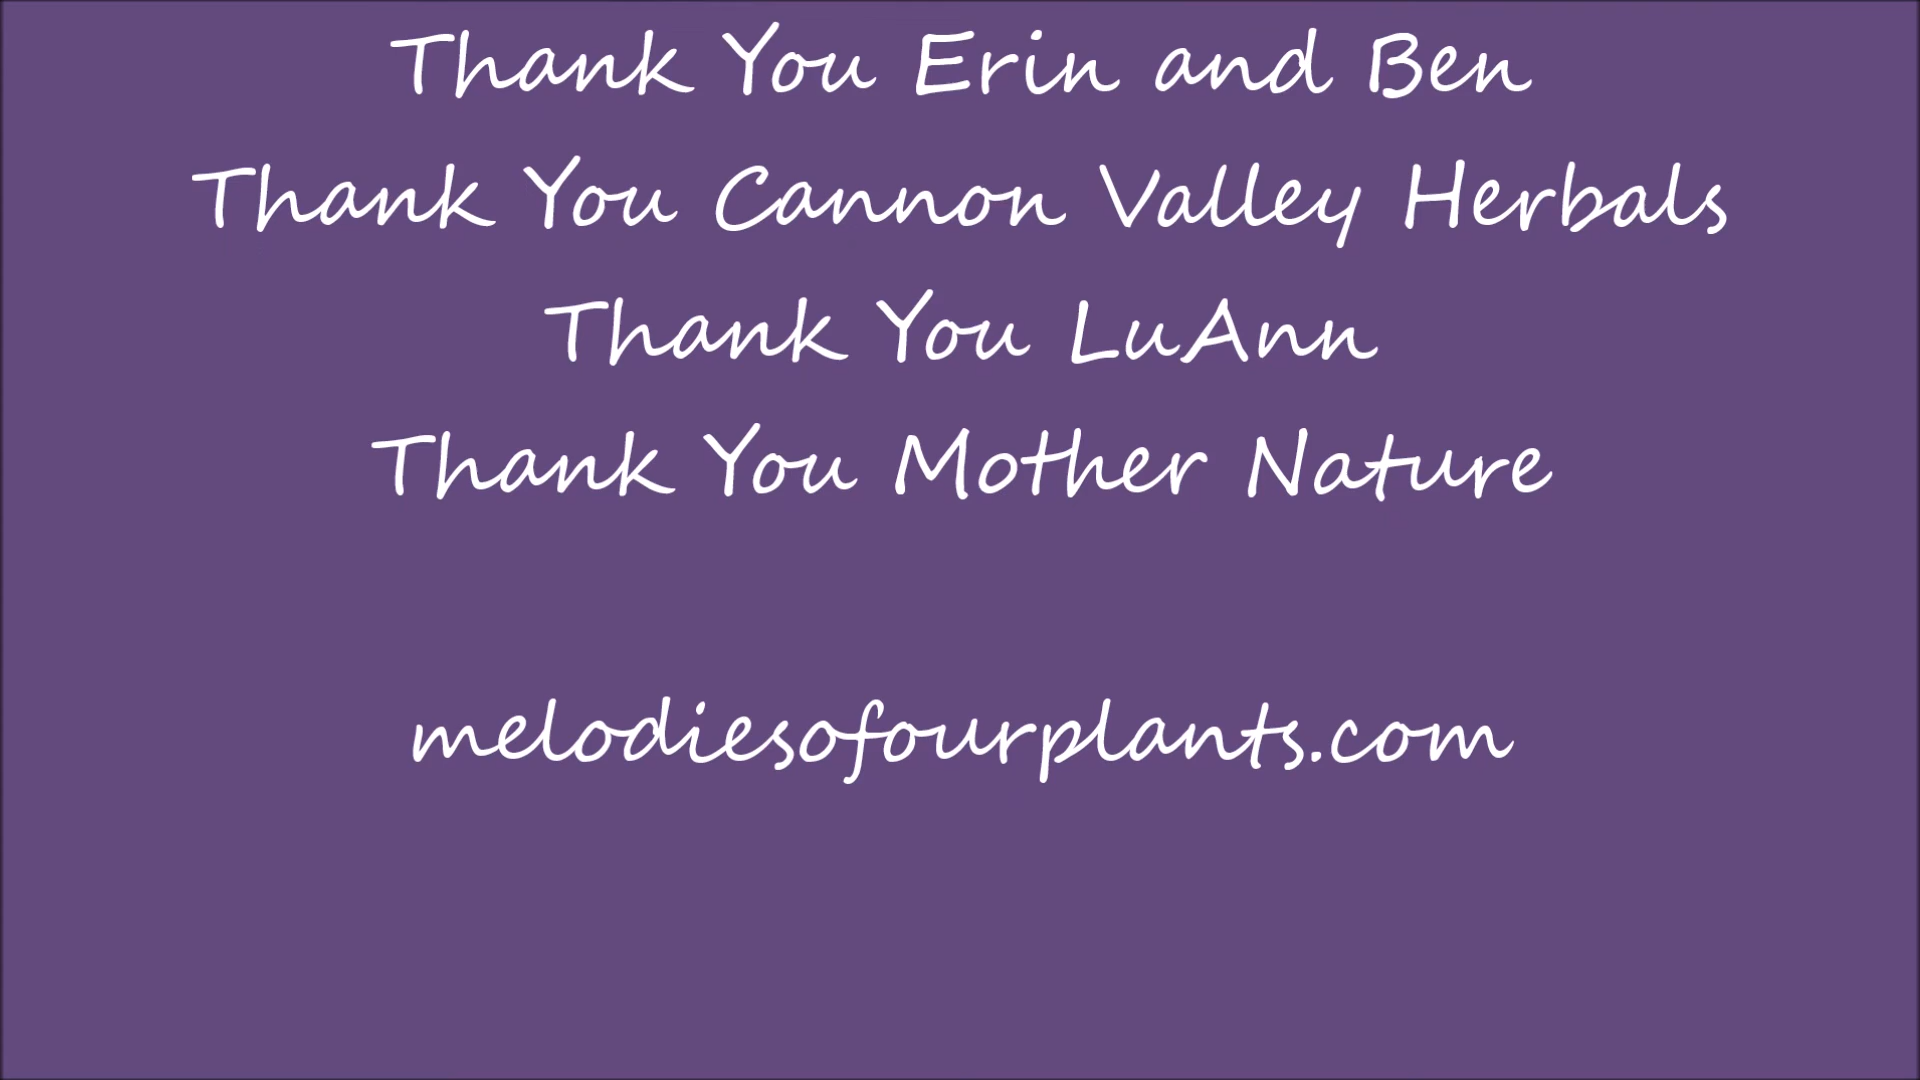 Thank You Erin and Ben
Thank You Cannon Valley Herbals
Thank You LuAnn
Thank You Mother Nature
melodiesofourplants.com